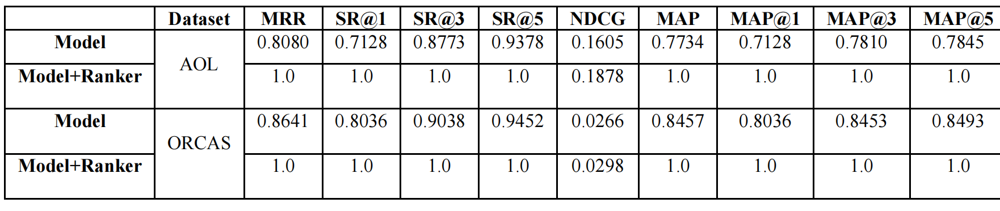 Dataset MRR SR@1 SR@3 SR@5 NDCG MAP MAP@1 MAP@3 MAP@5
Model AOL 0.8080 0.7128 0.8773 0.9378 0.1605 0.7734 0.7128 0.7810 0.7845
Model+Ranker 1.0 1.0 1.0 1.0 0.1878 1.0 1.0 1.0 1.0
Model ORCAS 0.8641 0.8036 0.9038 0.9452 0.0266 0.8457 0.8036 0.8453 0.8493
Model+Ranker 1.0 1.0 1.0 1.0 0.0298 1.0 1.0 1.0 1.0